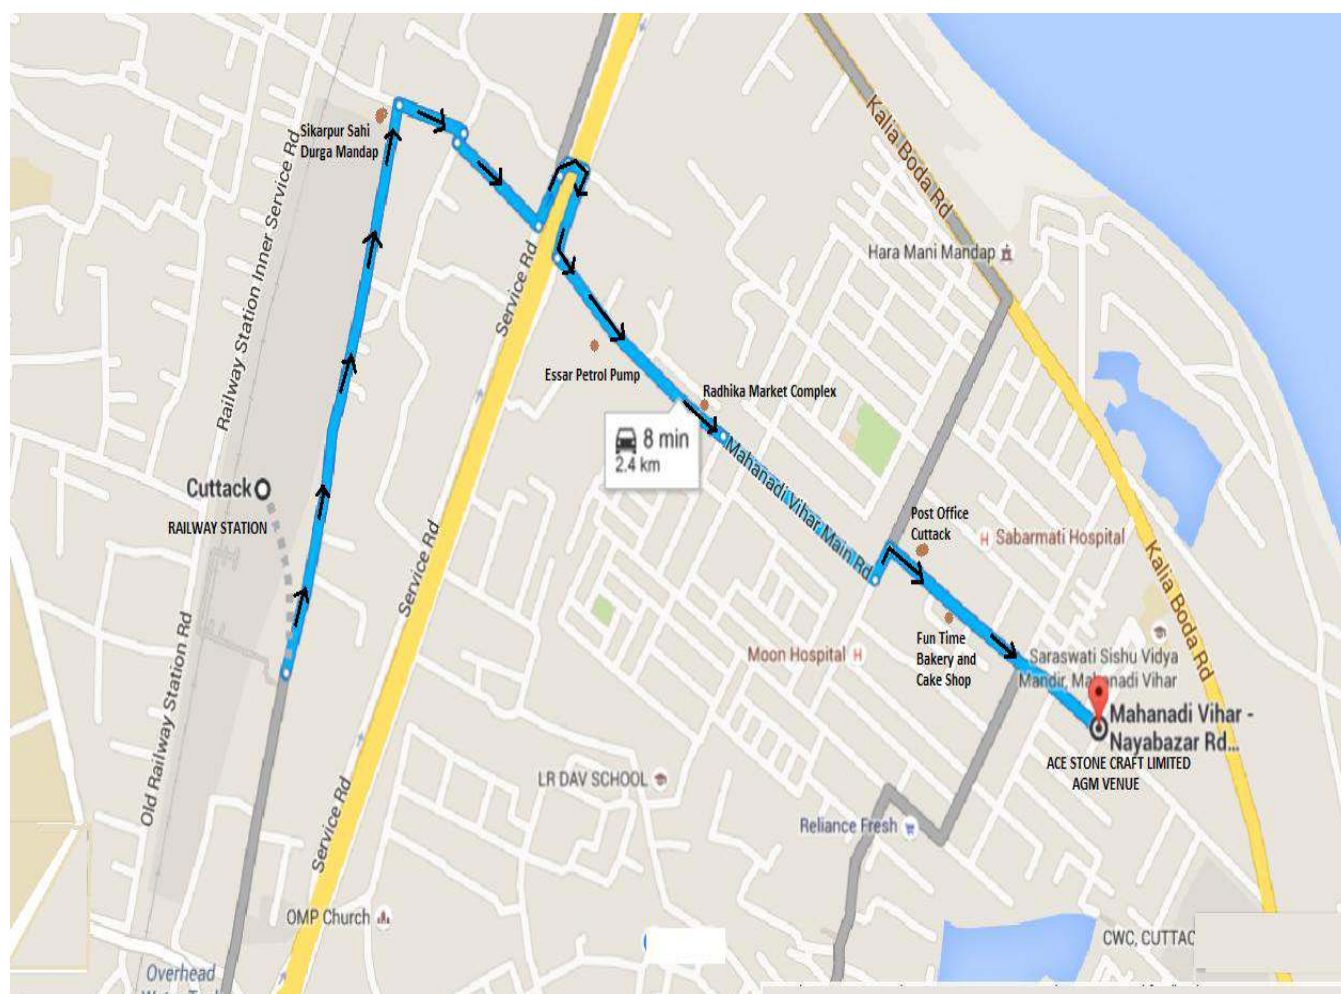 Sikarpur Sahi
Durga Mandap
Railway Station Inner Service Rd
Kalia Boda Rd
Service Rd
Hara Mani Mandap
Essar Petrol Pump
Radhika Market Complex
8 min
2.4 km
Mahanadi Vihar Main Rd
Cuttack
RAILWAY STATION
Post Office
Cuttack
H Sabarmati Hospital
Service Rd
Kalia Boda Rd
Old Railway Station Rd
Moon Hospital H
Fun Time
Bakery and
Cake Shop
Saraswati Sishu Vidya
Mandir, Mahanadi Vihar
Mahanadi Vihar -
Nayabazar Rd...
ACE STONE CRAFT LIMITED
AGM VENUE
LR DAV SCHOOL
Service Rd
Reliance Fresh
OMP Church
CWC, CUTTAC
Overhead